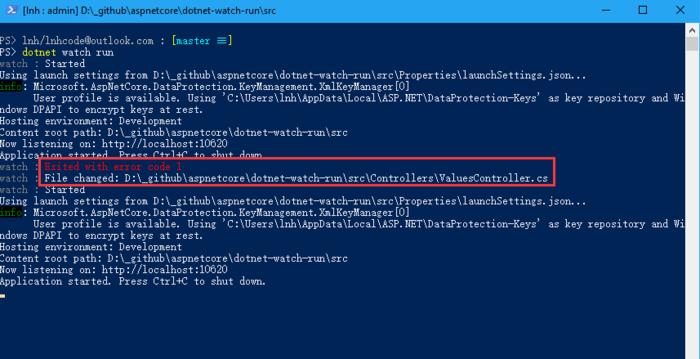 [lnh : admin] D:\_github\aspnetcore\dotnet-watch-run\src
PS> lnh/lnhcode@outlook.com : [master ≡]
PS> dotnet watch run
watch : Started
Using launch settings from D:\_github\aspnetcore\dotnet-watch-run\src\Properties\launchSettings.json...
info: Microsoft.AspNetCore.DataProtection.KeyManagement.XmlKeyManager[0]
User profile is available. Using 'C:\Users\lnh\AppData\Local\ASP.NET\DataProtection-Keys' as key repository and Wi
ndows DPAPI to encrypt keys at rest.
Hosting environment: Development
Content root path: D:\_github\aspnetcore\dotnet-watch-run\src
Now listening on: http://localhost:10620
Application started. Press Ctrl+C to shut down.
watch : Exited with error code 1
watch : File changed: D:\_github\aspnetcore\dotnet-watch-run\src\Controllers\ValuesController.cs
watch : Started
Using launch settings from D:\_github\aspnetcore\dotnet-watch-run\src\Properties\launchSettings.json...
info: Microsoft.AspNetCore.DataProtection.KeyManagement.XmlKeyManager[0]
User profile is available. Using 'C:\Users\lnh\AppData\Local\ASP.NET\DataProtection-Keys' as key repository and Wi
ndows DPAPI to encrypt keys at rest.
Hosting environment: Development
Content root path: D:\_github\aspnetcore\dotnet-watch-run\src
Now listening on: http://localhost:10620
Application started. Press Ctrl+C to shut down.